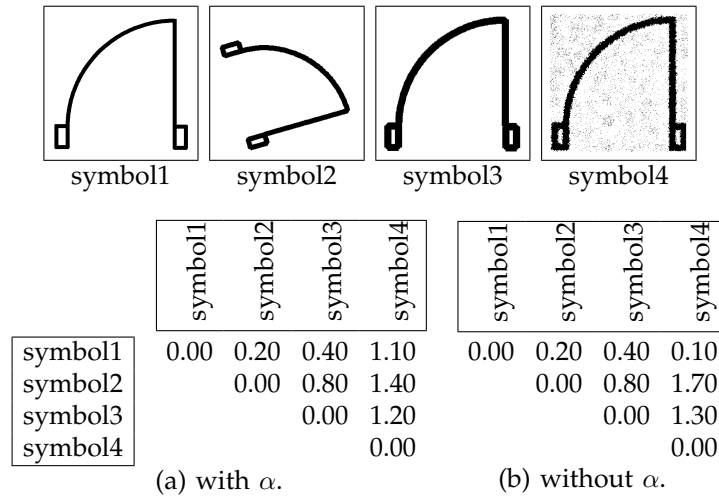 symbol1 symbol2 symbol3 symbol4
symbol1 symbol2 symbol3 symbol4 symbol1 symbol2 symbol3 symbol4
symbol1 0.00 0.20 0.40 1.10 0.00 0.20 0.40 0.10
symbol2 0.00 0.80 1.40 0.00 0.80 1.70
symbol3 0.00 1.20 0.00 1.30
symbol4 0.00 0.00
(a) with α. (b) without α.